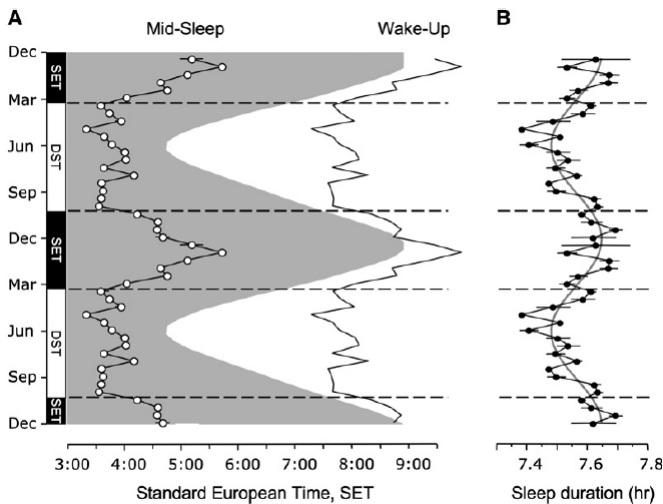 A
B
Mid-Sleep
Wake-Up
Dec
Mar
Jun
Sep
Dec
Mar
Jun
Sep
Dec
SET
DST
SET
DST
SET
3:00 4:00 5:00 6:00 7:00 8:00 9:00
Standard European Time, SET
7.4 7.6 7.8
Sleep duration (hr)